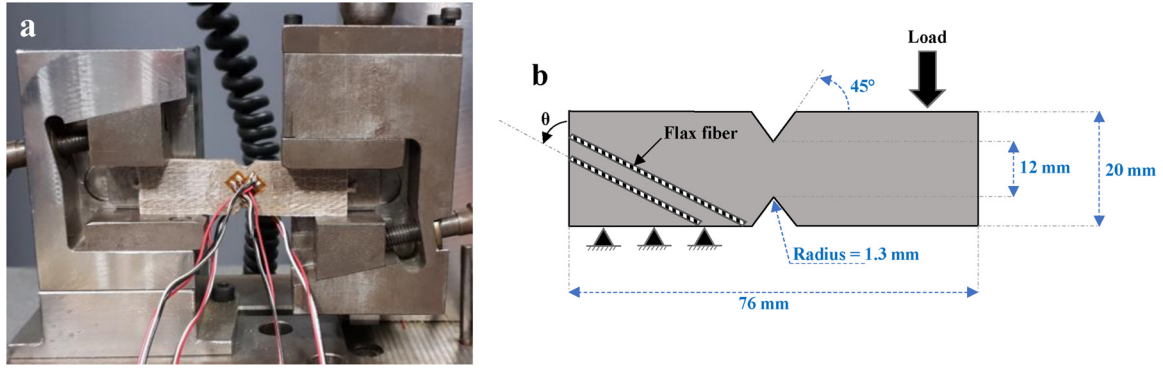 a
b
Load
45°
θ
Flax fiber
12 mm
20 mm
Radius = 1.3 mm
76 mm